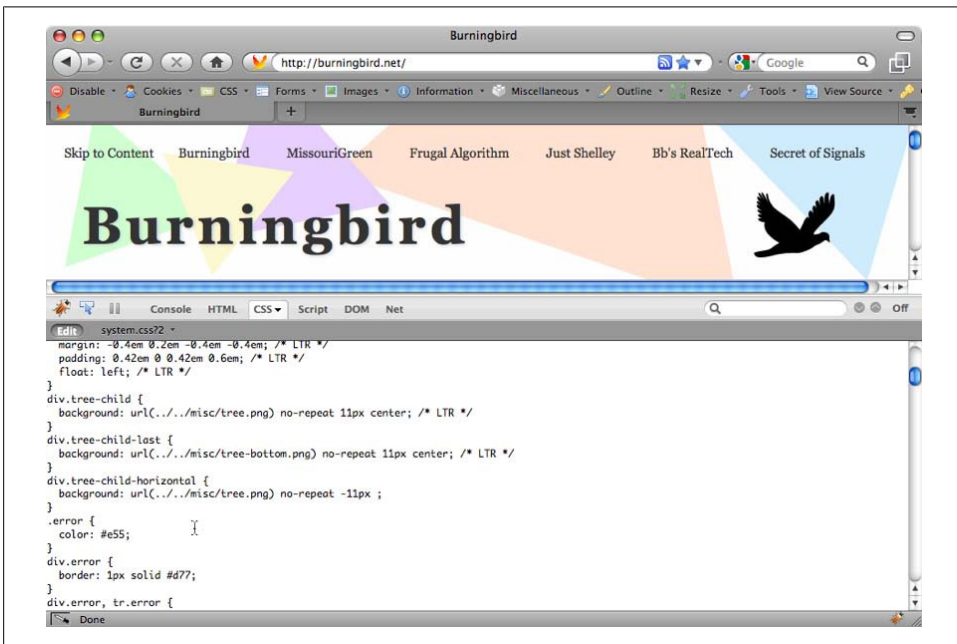 Burningbird
http://burningbird.net/
Google
Disable Cookies CSS Forms Images Information Miscellaneous Outline Resize Tools View Source
Burningbird +
Skip to Content Burningbird MissouriGreen Frugal Algorithm Just Shelley Bb's RealTech Secret of Signals
Burningbird
Console HTML CSS Script DOM Net Off
Edit system.css?2
margin: -0.4em 0.2em -0.4em -0.4em; /* LTR */
padding: 0.42em 0 0.42em 0.6em; /* LTR */
float: left; /* LTR */
}
div.tree-child {
background: url(../../misc/tree.png) no-repeat 11px center; /* LTR */
}
div.tree-child-last {
background: url(../../misc/tree-bottom.png) no-repeat 11px center; /* LTR */
}
div.tree-child-horizontal {
background: url(../../misc/tree.png) no-repeat -11px ;
}
.error {
color: #e55;
}
div.error {
border: 1px solid #d77;
}
div.error, tr.error {
Done